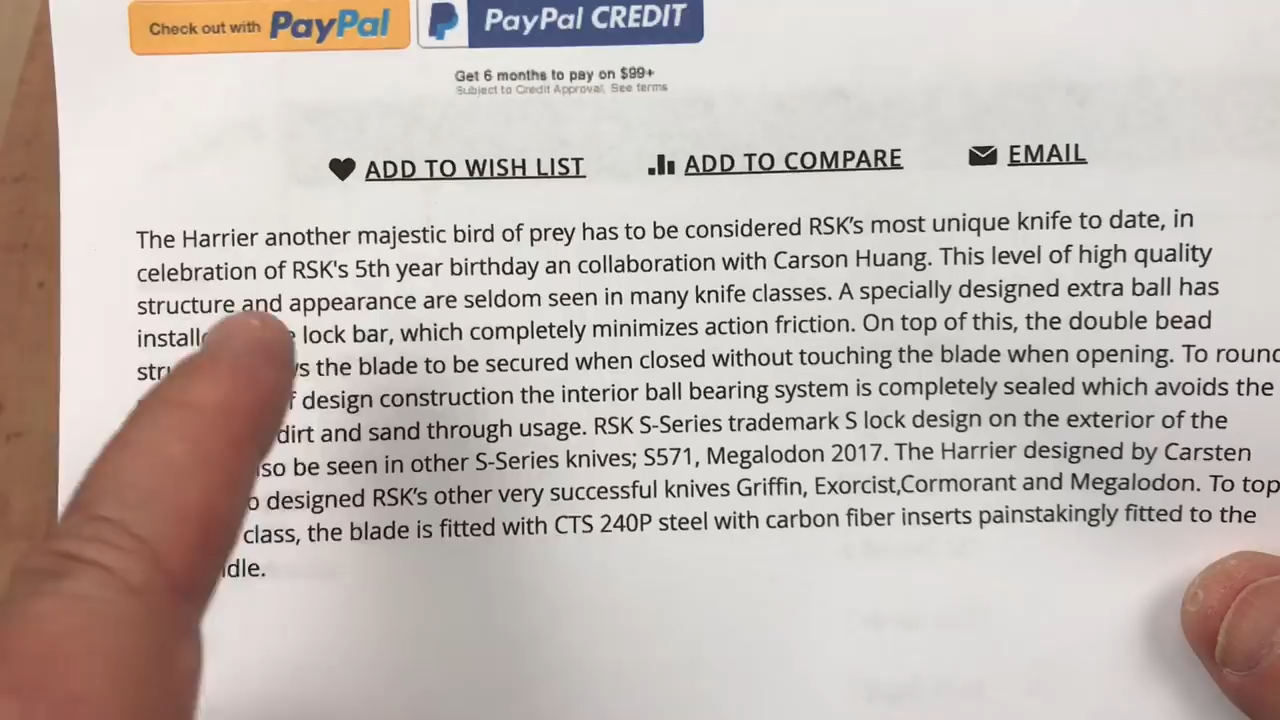 Check out with PayPal
PayPal CREDIT
Get 6 months to pay on $99+
Subject to Credit Approval. See terms
ADD TO WISH LIST
ADD TO COMPARE
EMAIL
The Harrier another majestic bird of prey has to be considered RSK's most unique knife to date, in
celebration of RSK's 5th year birthday an collaboration with Carson Huang. This level of high quality
structure and appearance are seldom seen in many knife classes. A specially designed extra ball has
lock bar, which completely minimizes action friction. On top of this, the double bead
the blade to be secured when closed without touching the blade when opening. To round
design construction the interior ball bearing system is completely sealed which avoids the
dirt and sand through usage. RSK S-Series trademark S lock design on the exterior of the
be seen in other S-Series knives; S571, Megalodon 2017. The Harrier designed by Carsten
designed RSK's other very successful knives Griffin, Exorcist,Cormorant and Megalodon. To top
class, the blade is fitted with CTS 240P steel with carbon fiber inserts painstakingly fitted to the